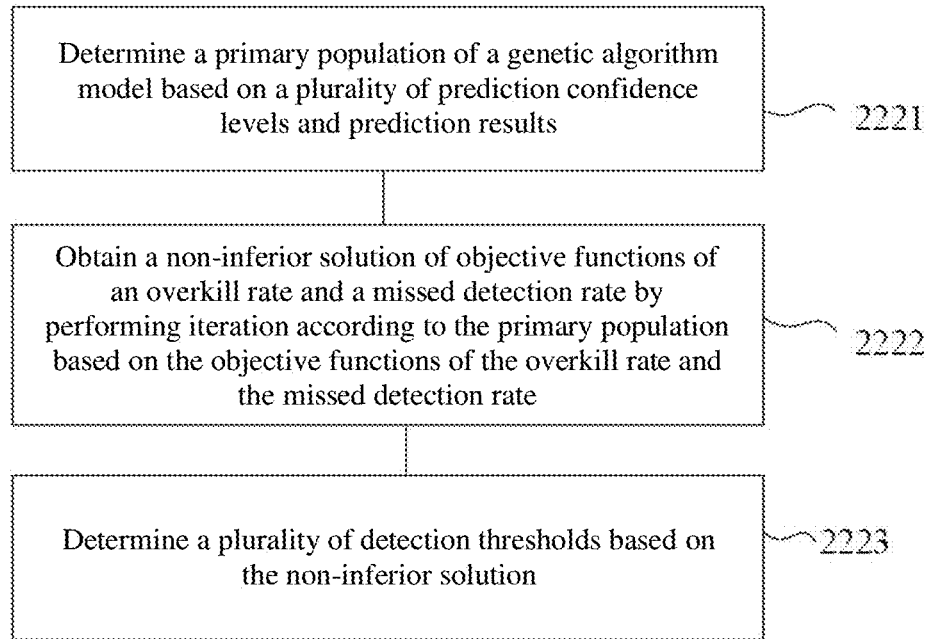 Determine a primary population of a genetic algorithm
model based on a plurality of prediction confidence
levels and prediction results
2221
Obtain a non-inferior solution of objective functions of
an overkill rate and a missed detection rate by
performing iteration according to the primary population
based on the objective functions of the overkill rate and
the missed detection rate
2222
Determine a plurality of detection thresholds based on
the non-inferior solution
2223